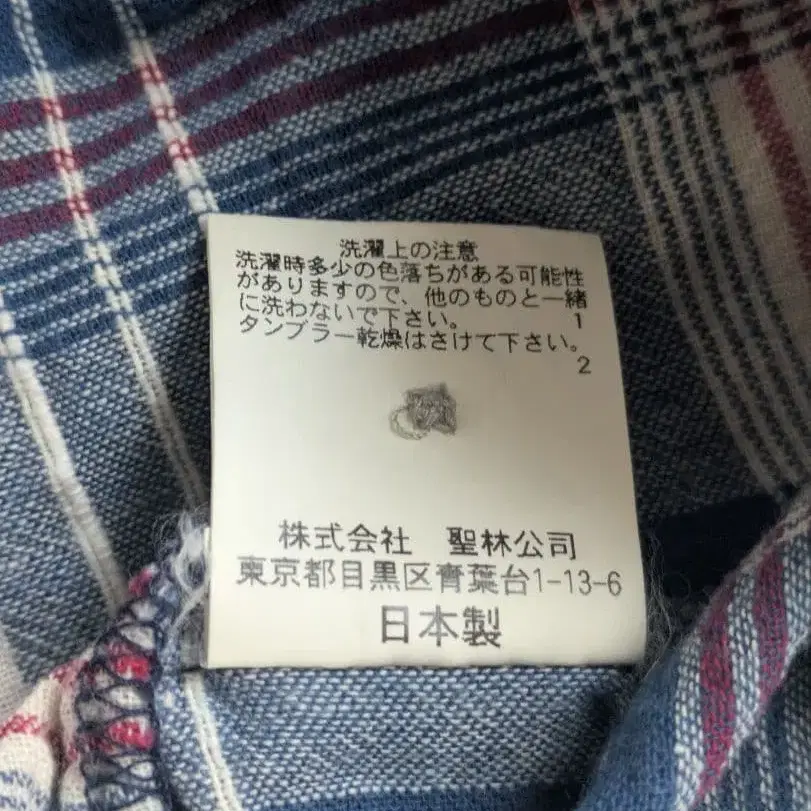 洗濯上の注意
洗濯時多少の色落ちがある可能性
がありますので、他のものと一緒
に洗わないで下さい。 1
タンブラー乾燥はさけて下さい。
2
株式会社 聖林公司
東京都目黒区青葉台1-13-6
日本製